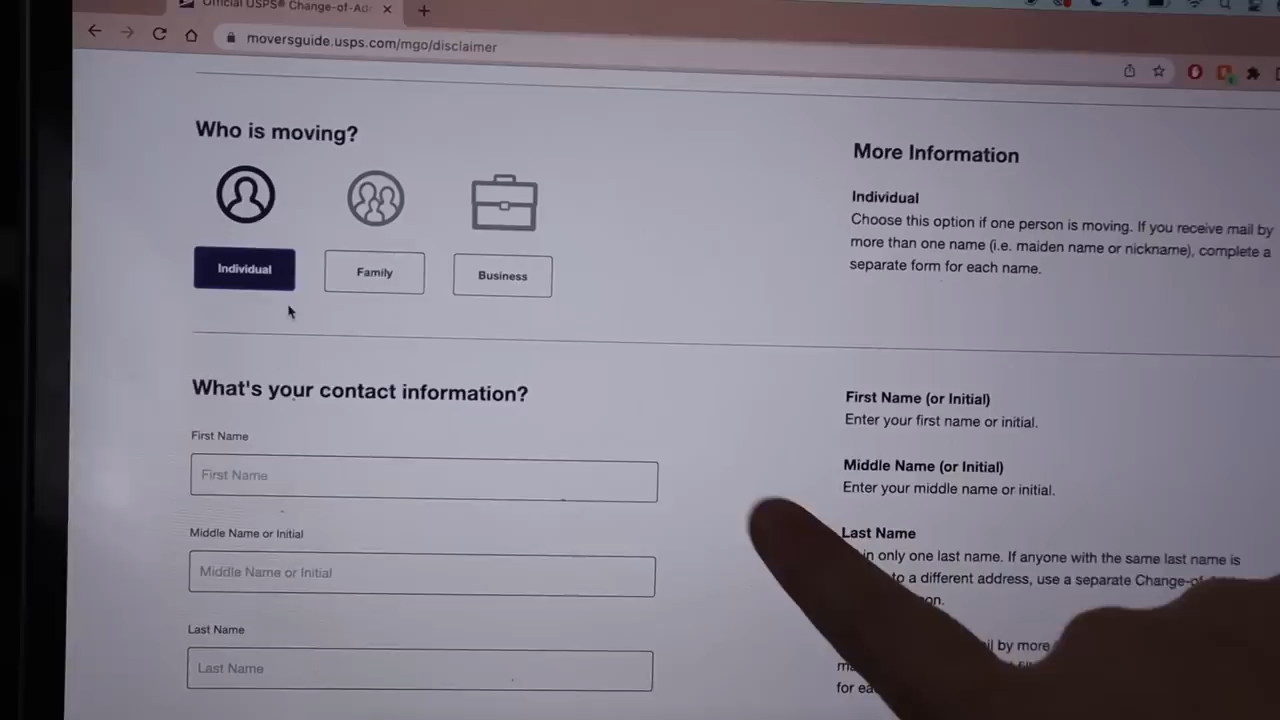 Official USPS® Change-of-Ad
moversguide.usps.com/mgo/disclaimer
Who is moving?
Individual
Family
Business
More Information
Individual
Choose this option if one person is moving. If you receive mail by
more than one name (i.e. maiden name or nickname), complete a
separate form for each name.
What's your contact information?
First Name
First Name
Middle Name or Initial
Middle Name or Initial
Last Name
Last Name
First Name (or Initial)
Enter your first name or initial.
Middle Name (or Initial)
Enter your middle name or initial.
Last Name
in only one last name. If anyone with the same last name is
to a different address, use a separate Change-of-
by more
for